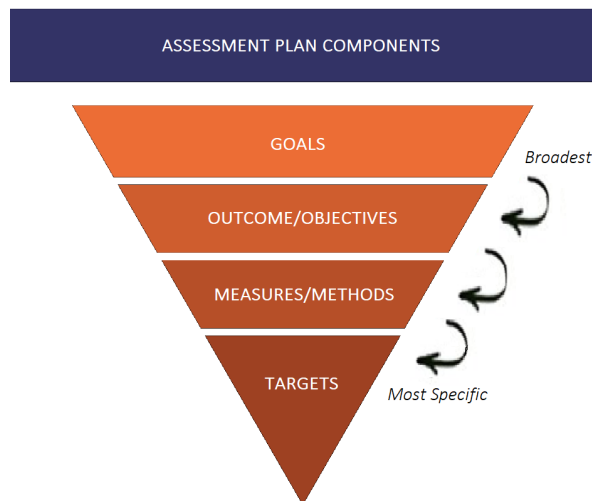 ASSESSMENT PLAN COMPONENTS
GOALS
Broadest
OUTCOME/OBJECTIVES
MEASURES/METHODS
TARGETS
Most Specific